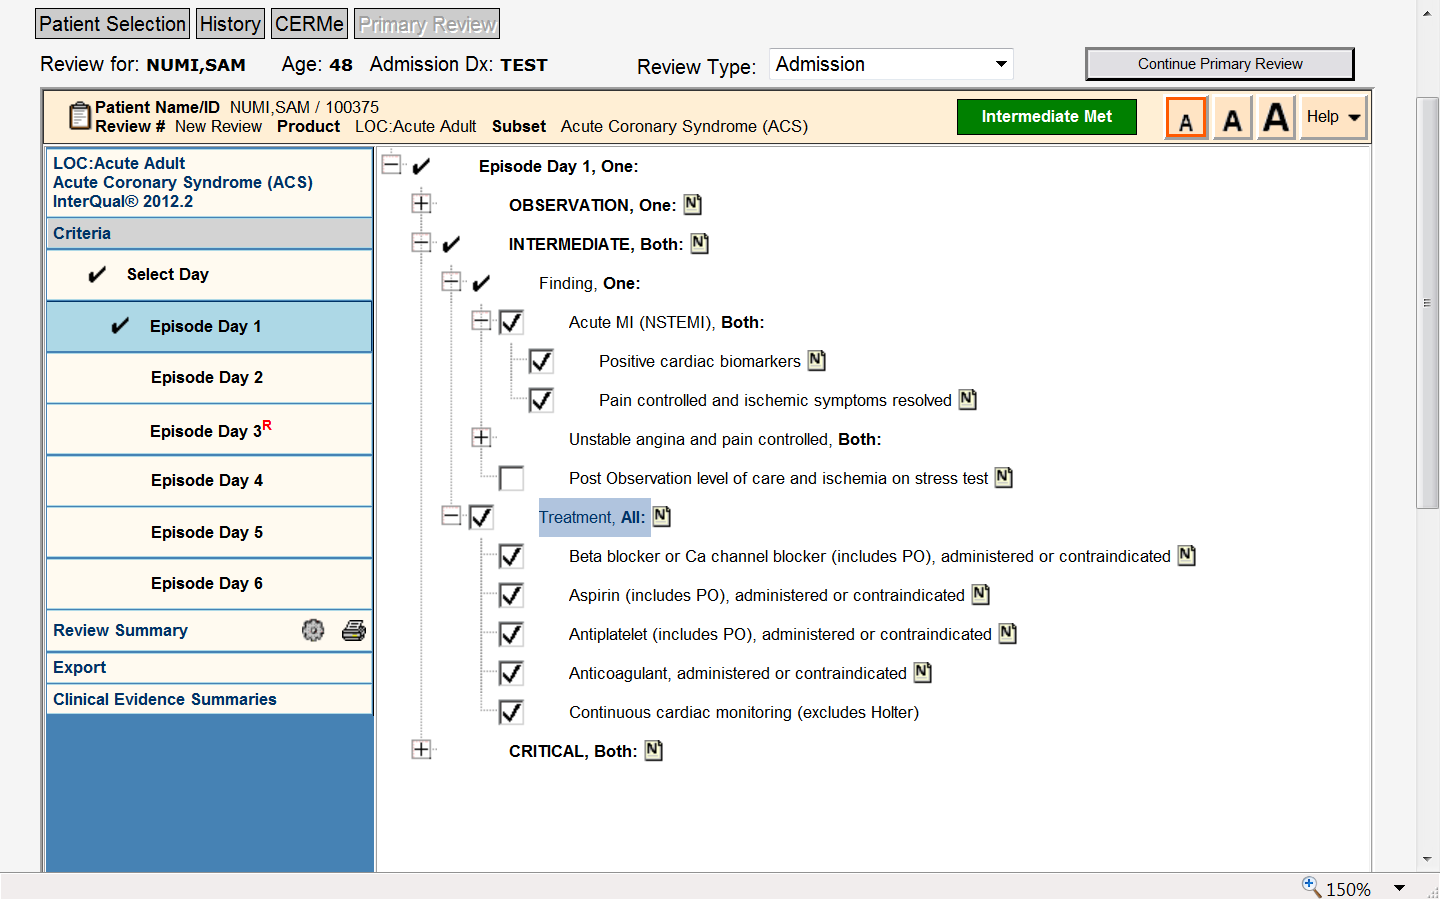 Patient Selection History CERMe Primary Review
Review for: NUMI,SAM Age: 48 Admission Dx: TEST Review Type: Admission Continue Primary Review
Patient Name/ID NUMI,SAM / 100375
Review # New Review Product LOC:Acute Adult Subset Acute Coronary Syndrome (ACS)
Intermediate Met A A A Help
LOC:Acute Adult
Acute Coronary Syndrome (ACS)
InterQual® 2012.2
Criteria
Select Day
Episode Day 1
Episode Day 2
Episode Day 3R
Episode Day 4
Episode Day 5
Episode Day 6
Review Summary
Export
Clinical Evidence Summaries
Episode Day 1, One:
OBSERVATION, One: N
INTERMEDIATE, Both: N
Finding, One:
Acute MI (NSTEMI), Both:
Positive cardiac biomarkers N
Pain controlled and ischemic symptoms resolved N
Unstable angina and pain controlled, Both:
Post Observation level of care and ischemia on stress test N
Treatment, All: N
Beta blocker or Ca channel blocker (includes PO), administered or contraindicated N
Aspirin (includes PO), administered or contraindicated N
Antiplatelet (includes PO), administered or contraindicated N
Anticoagulant, administered or contraindicated N
Continuous cardiac monitoring (excludes Holter)
CRITICAL, Both: N
150%